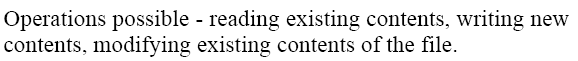 Operations possible - reading existing contents, writing new
contents, modifying existing contents of the file.